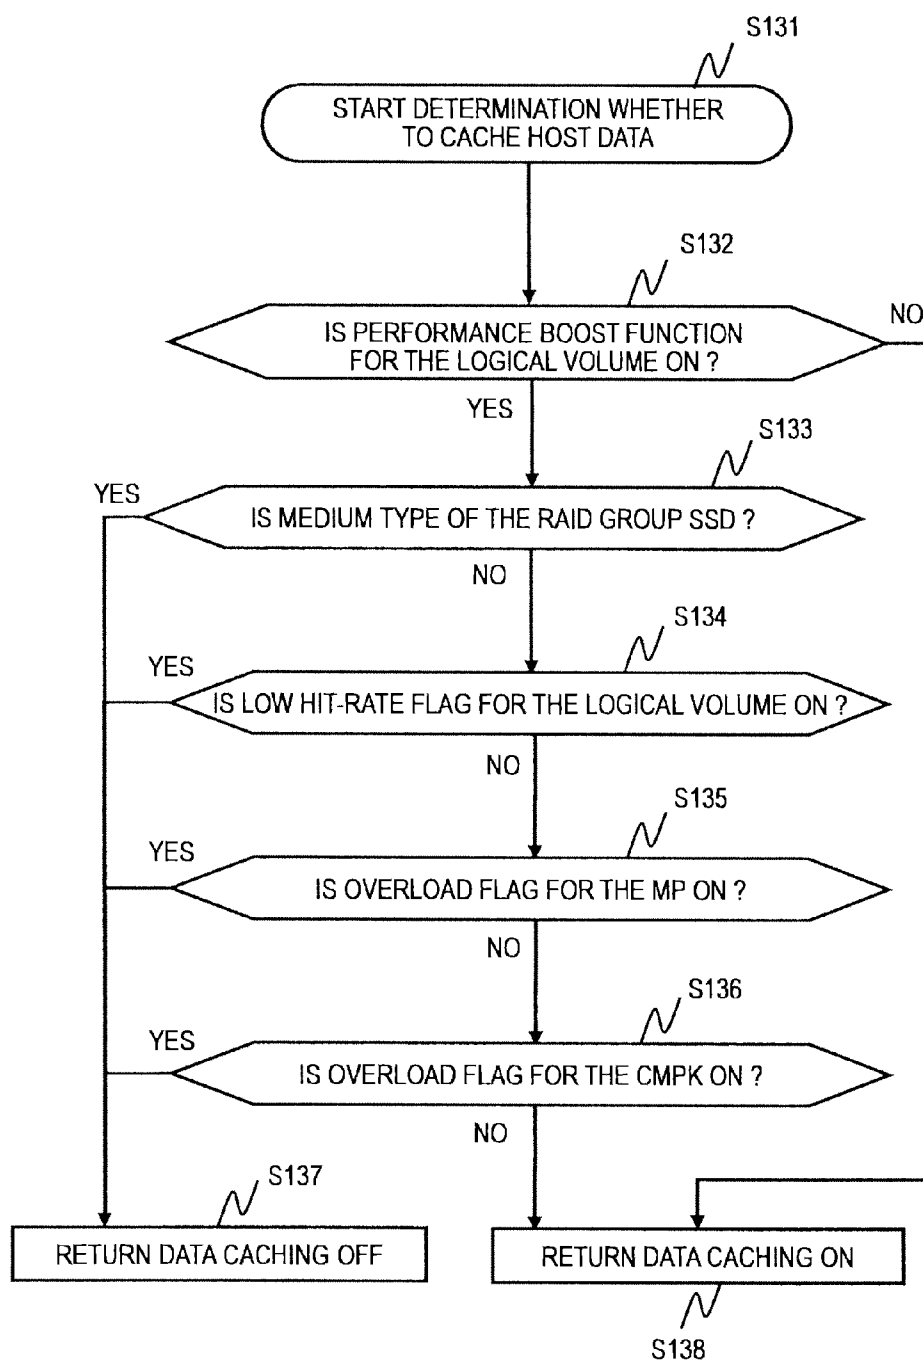 S131
START DETERMINATION WHETHER
TO CACHE HOST DATA
S132
IS PERFORMANCE BOOST FUNCTION
FOR THE LOGICAL VOLUME ON ?
NO
YES
S133
YES
IS MEDIUM TYPE OF THE RAID GROUP SSD ?
NO
S134
YES
IS LOW HIT-RATE FLAG FOR THE LOGICAL VOLUME ON ?
NO
S135
YES
IS OVERLOAD FLAG FOR THE MP ON ?
NO
S136
YES
IS OVERLOAD FLAG FOR THE CMPK ON ?
NO
S137
RETURN DATA CACHING OFF
RETURN DATA CACHING ON
S138